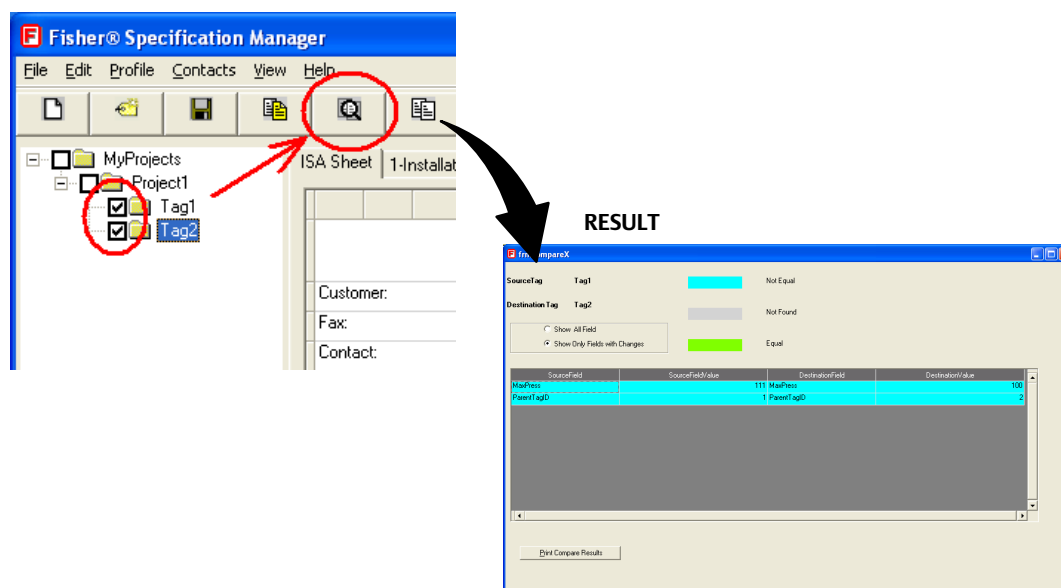 Fisher® Specification Manager
File Edit Profile Contacts View Help
MyProjects
Project1
Tag1
Tag2
ISA Sheet 1-Installat
Customer:
Fax:
Contact:
RESULT
SourceTag Tag1 Not Equal
Destination Tag Tag2 Not Found
Show All Field
Show Only Fields with Changes Equal
SourceField SourceFieldValue DestinationField DestinationValue
MaxPress 111 MaxPress 100
ParentTagID 1 ParentTagID 2
Print Compare Results